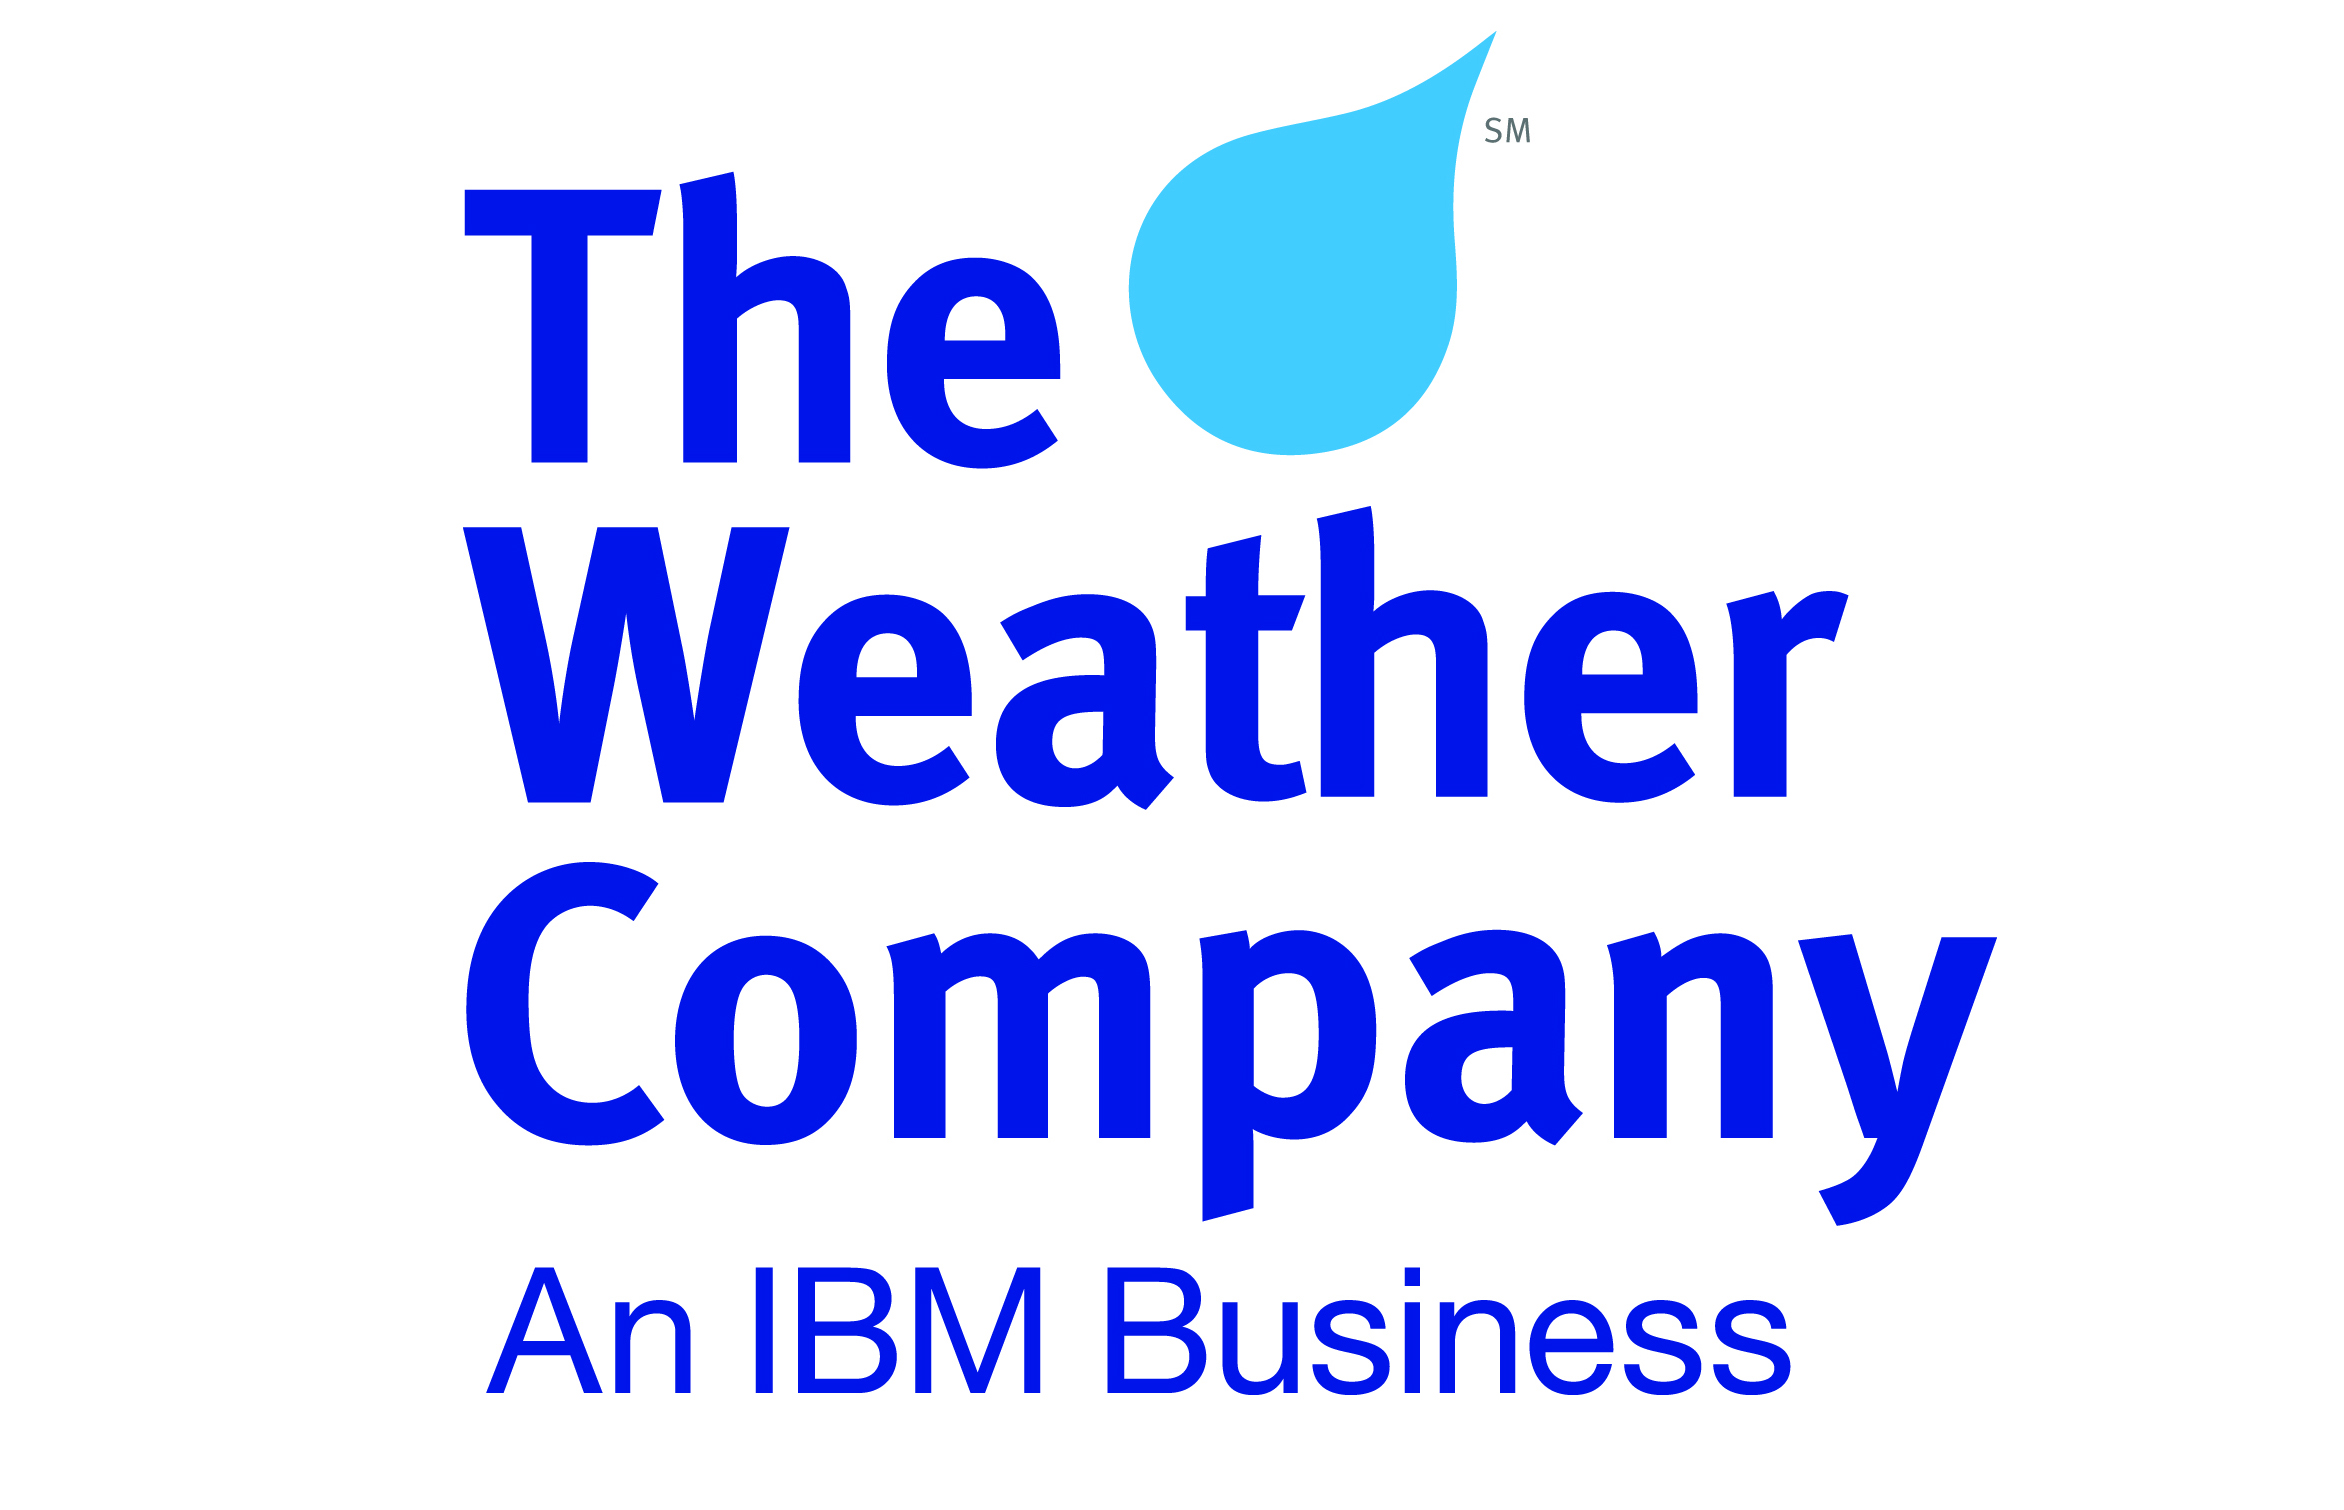 The
SM
Weather
Company
An IBM Business